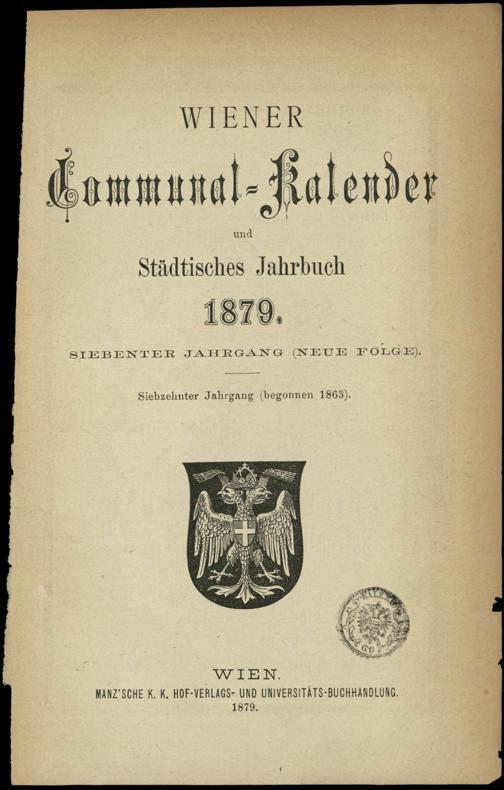 WIENER
Communal-Kalender
und
Städtisches Jahrbuch
1879.
SIEBENTER JAHRGANG (NEUE FOLGE).
Siebzehnter Jahrgang (begonnen 1863).
WIEN.
MANZ'SCHE K. K. HOF-VERLAGS- UND UNIVERSITÄTS-BUCHHANDLUNG.
1879.